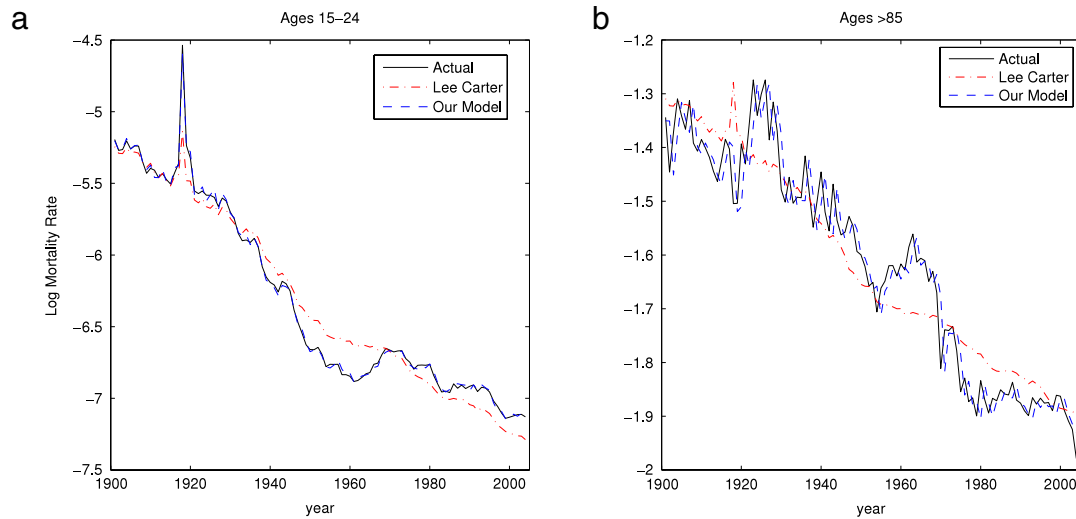 a
Ages 15–24
Log Mortality Rate
−4.5
−5
−5.5
−6
−6.5
−7
−7.5
Actual
Lee Carter
Our Model
1900 1920 1940 1960 1980 2000
year
b
Ages >85
−1.2
−1.3
−1.4
−1.5
−1.6
−1.7
−1.8
−1.9
−2
Actual
Lee Carter
Our Model
1900 1920 1940 1960 1980 2000
year